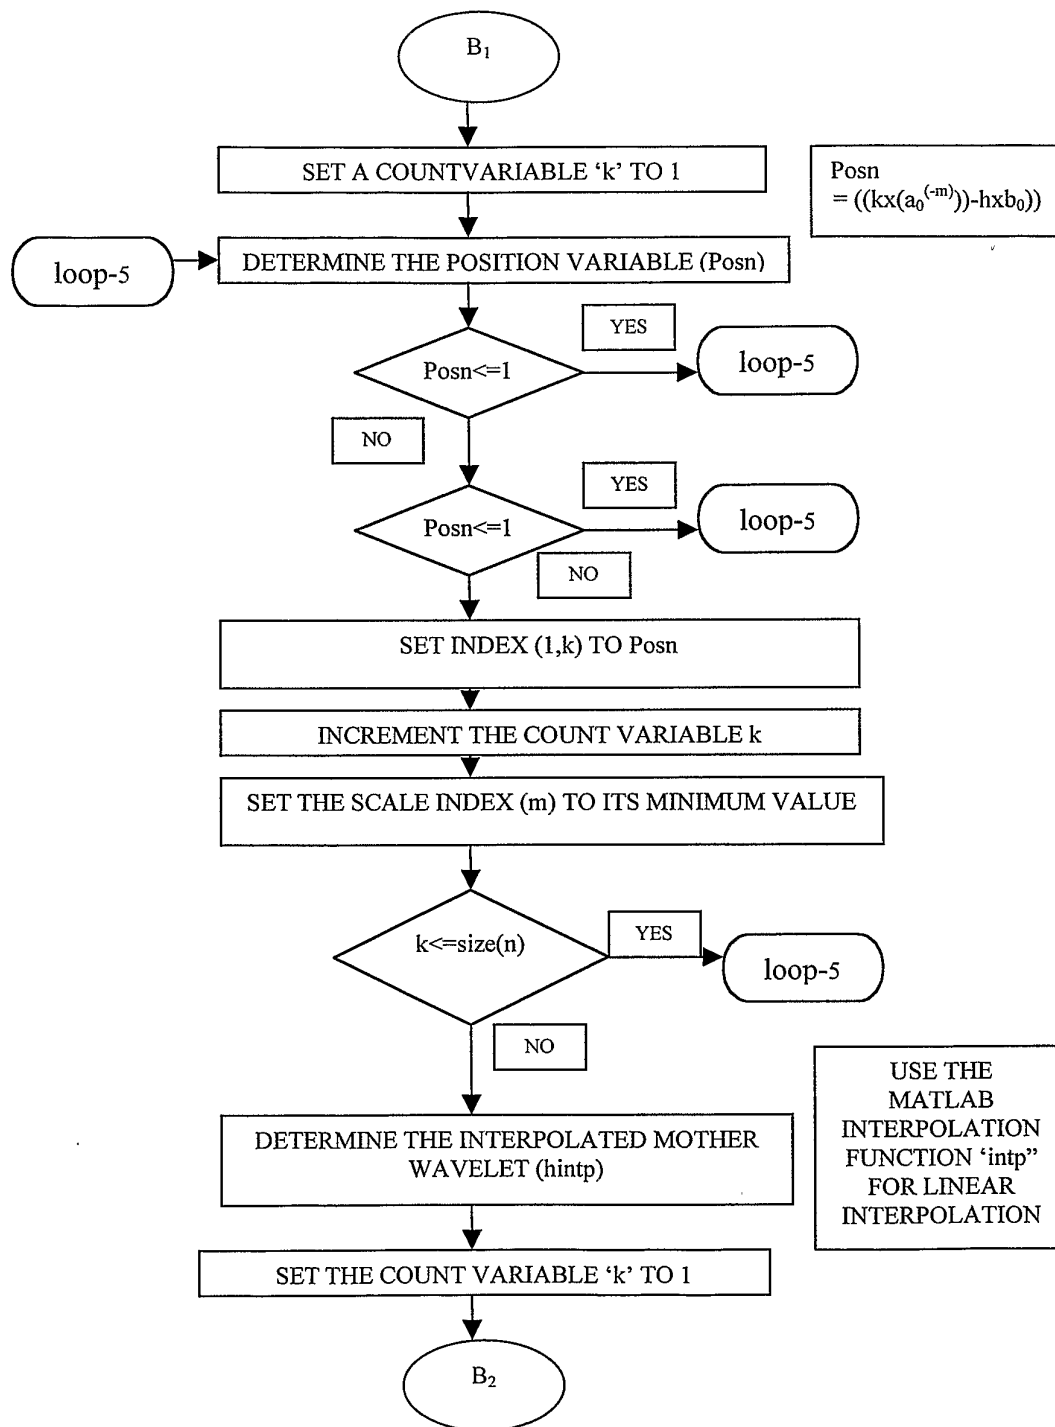 B₁
SET A COUNTVARIABLE ‘k’ TO 1
Posn
= ((kx(a₀⁽⁻ᵐ⁾))-hxb₀))
loop-5
DETERMINE THE POSITION VARIABLE (Posn)
YES
Posn<=1
loop-5
NO
YES
Posn<=1
loop-5
NO
SET INDEX (1,k) TO Posn
INCREMENT THE COUNT VARIABLE k
SET THE SCALE INDEX (m) TO ITS MINIMUM VALUE
k<=size(n)
YES
loop-5
NO
USE THE
MATLAB
INTERPOLATION
FUNCTION ‘intp”
FOR LINEAR
INTERPOLATION
DETERMINE THE INTERPOLATED MOTHER
WAVELET (hintp)
SET THE COUNT VARIABLE ‘k’ TO 1
B₂